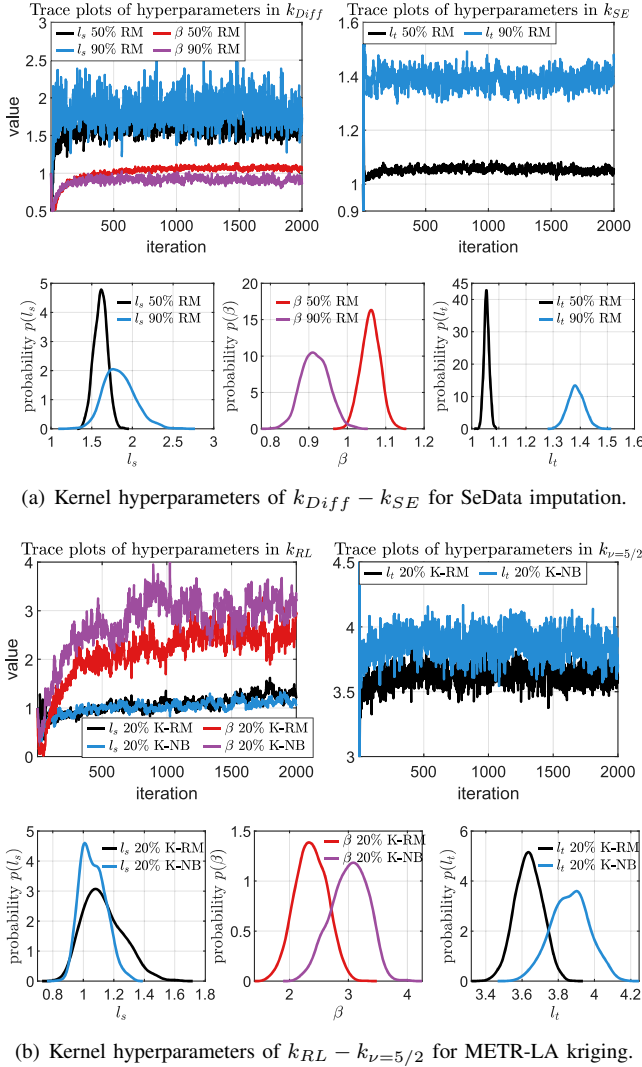 Trace plots of hyperparameters in k_Diff
Trace plots of hyperparameters in k_SE
l_s 50% RM
β 50% RM
l_s 90% RM
β 90% RM
3
2.5
2
1.5
1
0.5
value
500
1000
1500
2000
iteration
l_t 50% RM
l_t 90% RM
1.6
1.4
1.2
1
0.9
500
1000
1500
2000
iteration
l_s 50% RM
l_s 90% RM
5
4
3
2
1
0
probability p(l_s)
1
1.5
2
2.5
3
l_s
β 50% RM
β 90% RM
20
15
10
5
0
probability p(β)
0.8
0.9
1
1.1
1.2
β
l_t 50% RM
l_t 90% RM
45
40
30
20
10
0
probability p(l_t)
1
1.1
1.2
1.3
1.4
1.5
1.6
l_t
(a) Kernel hyperparameters of k_Diff − k_SE for SeData imputation.
Trace plots of hyperparameters in k_RL
Trace plots of hyperparameters in k_ν=5/2
4
3
2
1
0
value
l_s 20% K-RM
β 20% K-RM
l_s 20% K-NB
β 20% K-NB
500
1000
1500
2000
iteration
l_t 20% K-RM
l_t 20% K-NB
4.5
4
3.5
3
500
1000
1500
2000
iteration
l_s 20% K-RM
l_s 20% K-NB
5
4
3
2
1
0
probability p(l_s)
0.8
1
1.2
1.4
1.6
1.8
l_s
β 20% K-RM
β 20% K-NB
1.5
1
0.5
0
probability p(β)
2
3
4
β
l_t 20% K-RM
l_t 20% K-NB
6
4
2
0
probability p(l_t)
3.4
3.6
3.8
4
4.2
l_t
(b) Kernel hyperparameters of k_RL − k_ν=5/2 for METR-LA kriging.